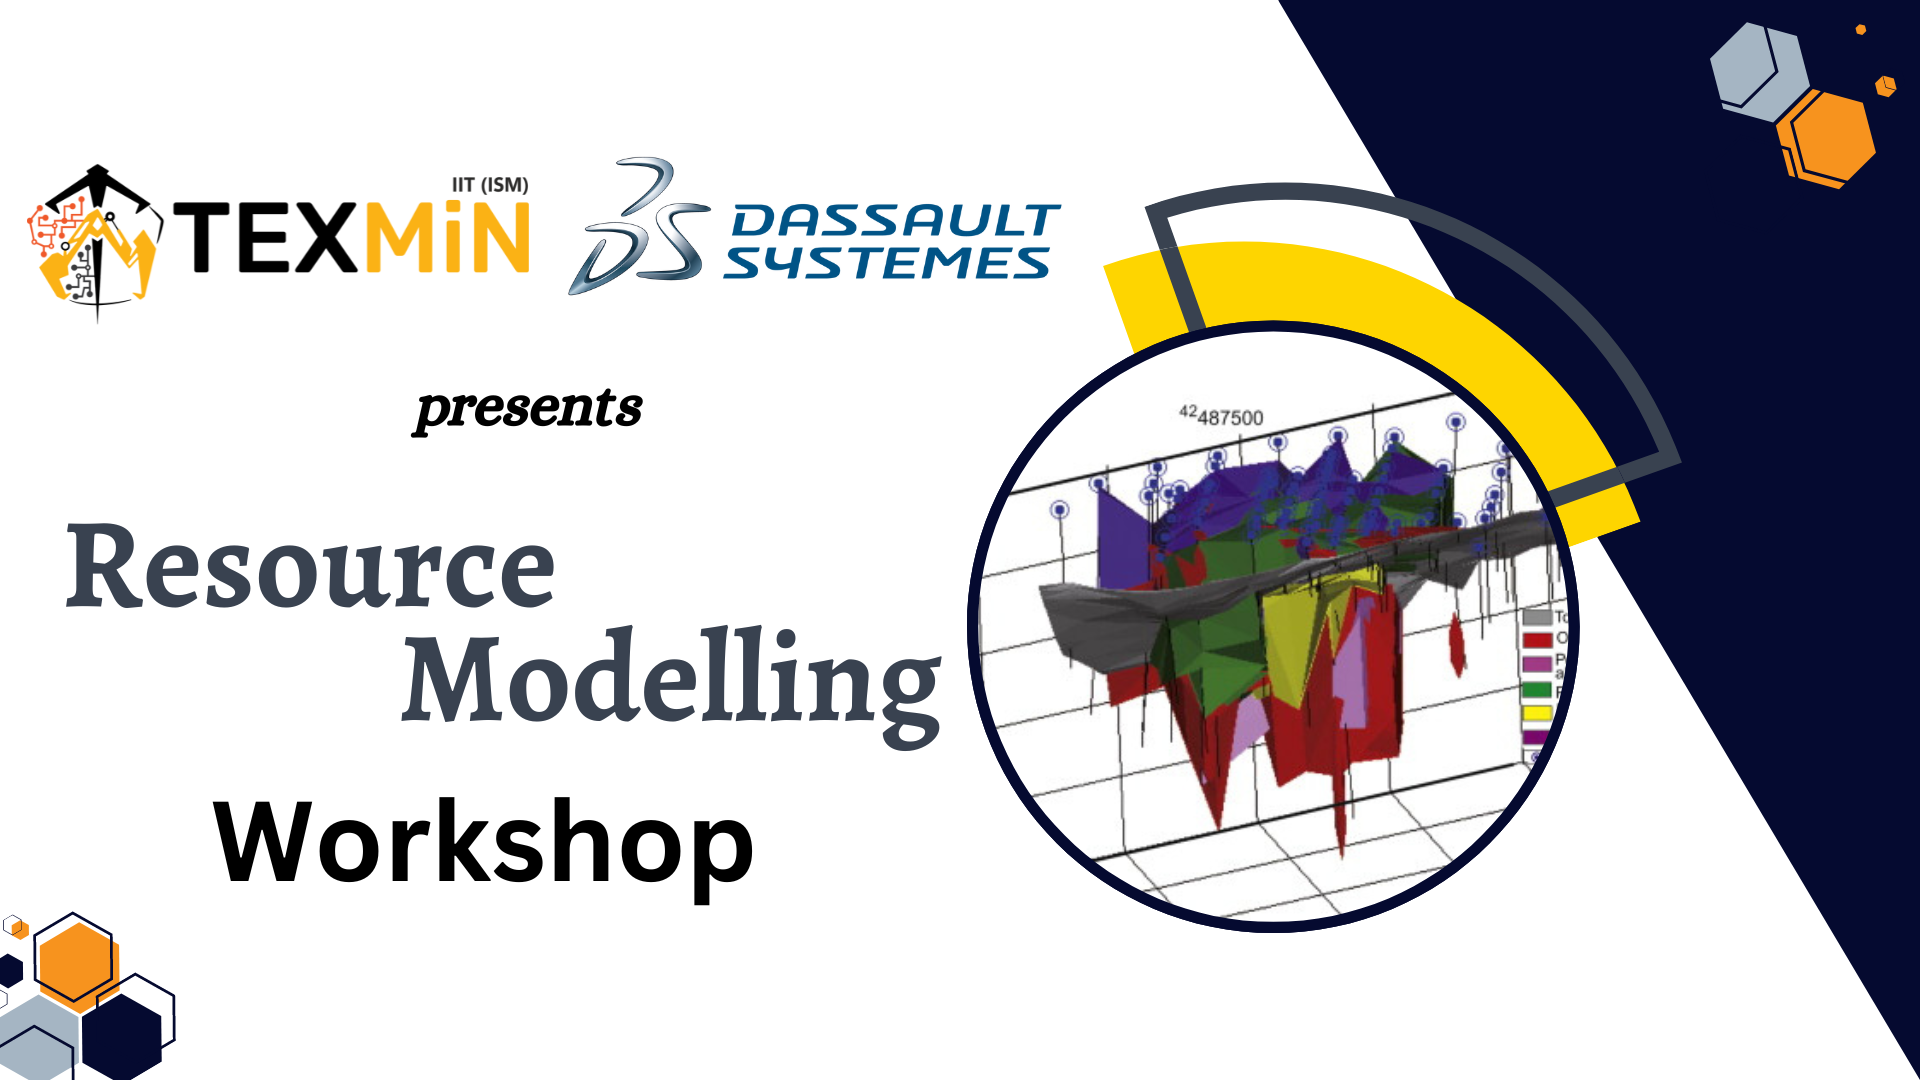 IIT (ISM)
TEXMiN
DASSAULT
SYSTEMES
presents
Resource
Modelling
Workshop
42487500